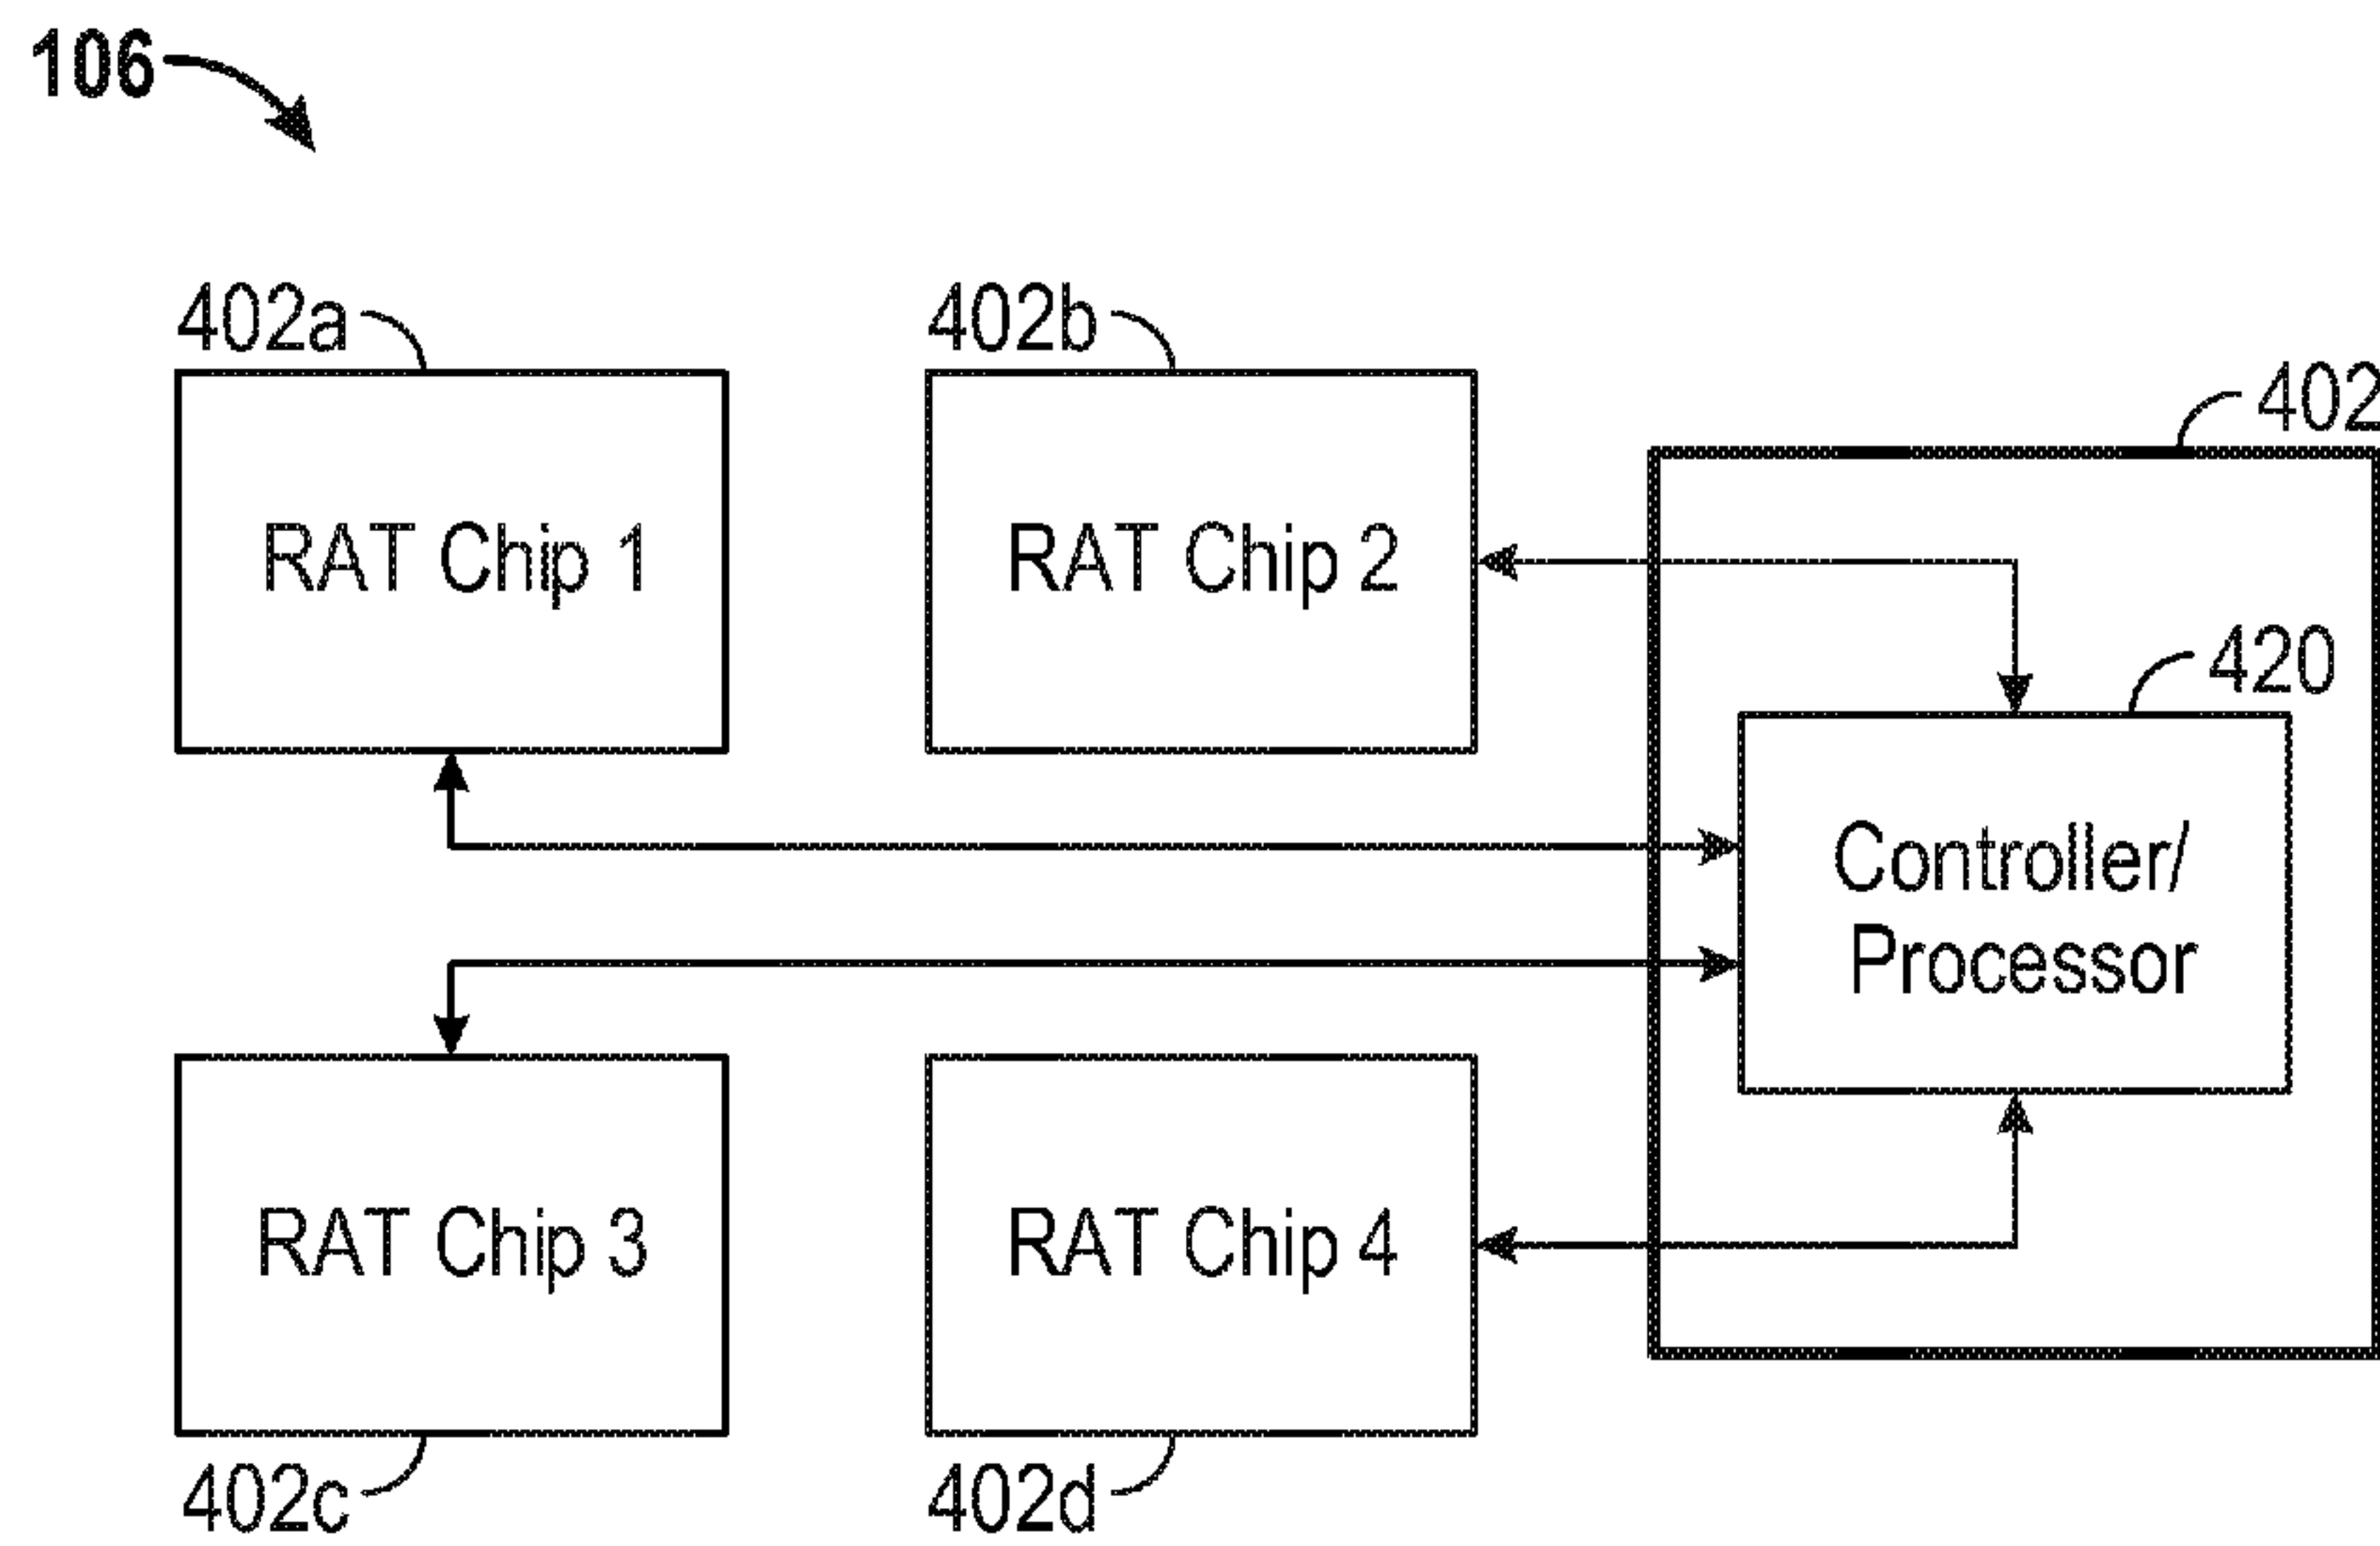 106
402a
402b
402
RAT Chip 1
RAT Chip 2
420
Controller/
Processor
RAT Chip 3
RAT Chip 4
402c
402d